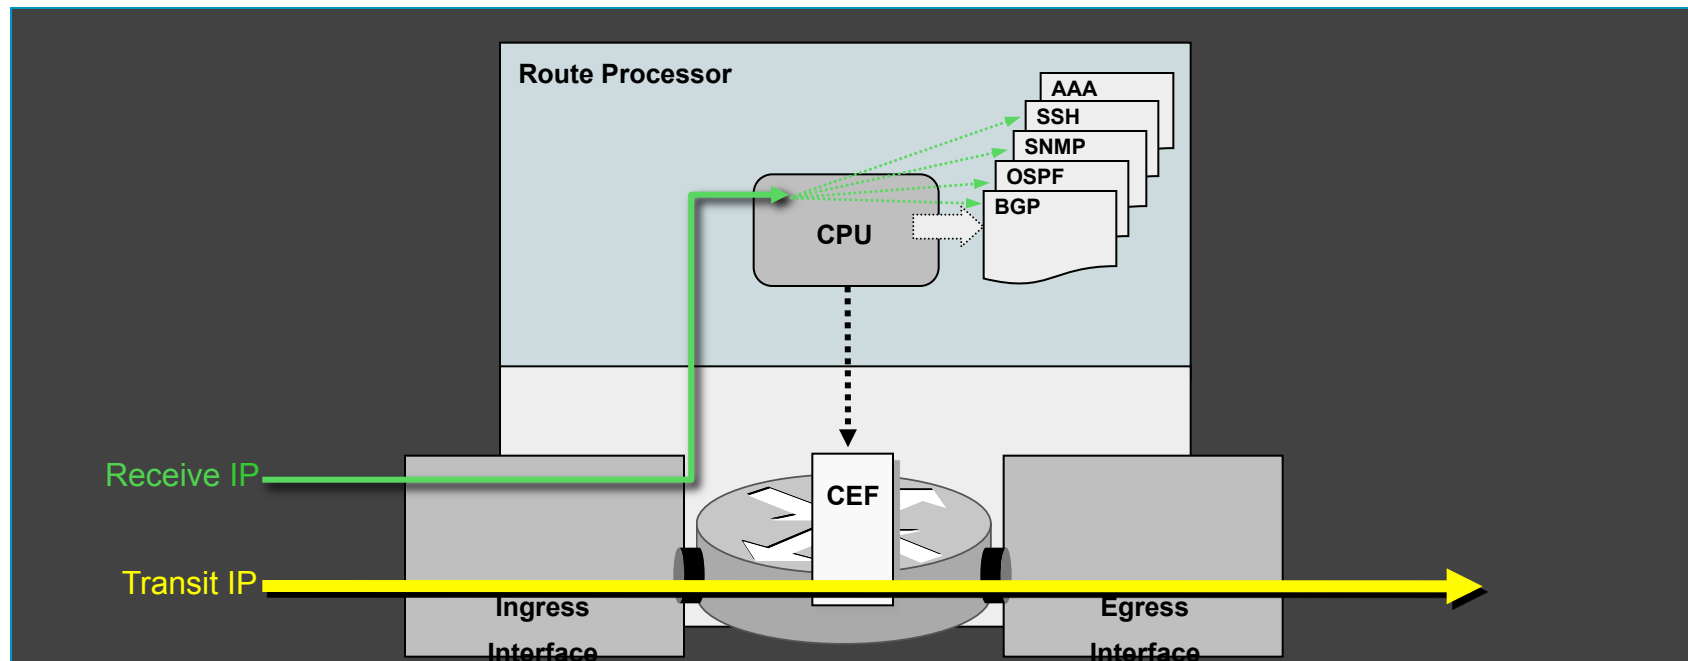 Route Processor
AAA
SSH
SNMP
OSPF
BGP
CPU
Receive IP
CEF
Transit IP
Ingress
Interface
Egress
Interface